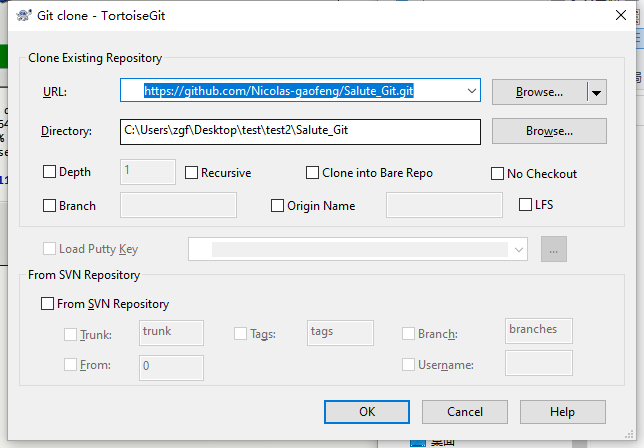 Git clone - TortoiseGit
Clone Existing Repository
URL: https://github.com/Nicolas-gaofeng/Salute_Git.git Browse...
Directory: C:\Users\zgf\Desktop\test\test2\Salute_Git Browse...
Depth 1 Recursive Clone into Bare Repo No Checkout
Branch Origin Name LFS
Load Putty Key ...
From SVN Repository
From SVN Repository
Trunk: trunk Tags: tags Branch: branches
From: 0 Username:
OK Cancel Help
桌面